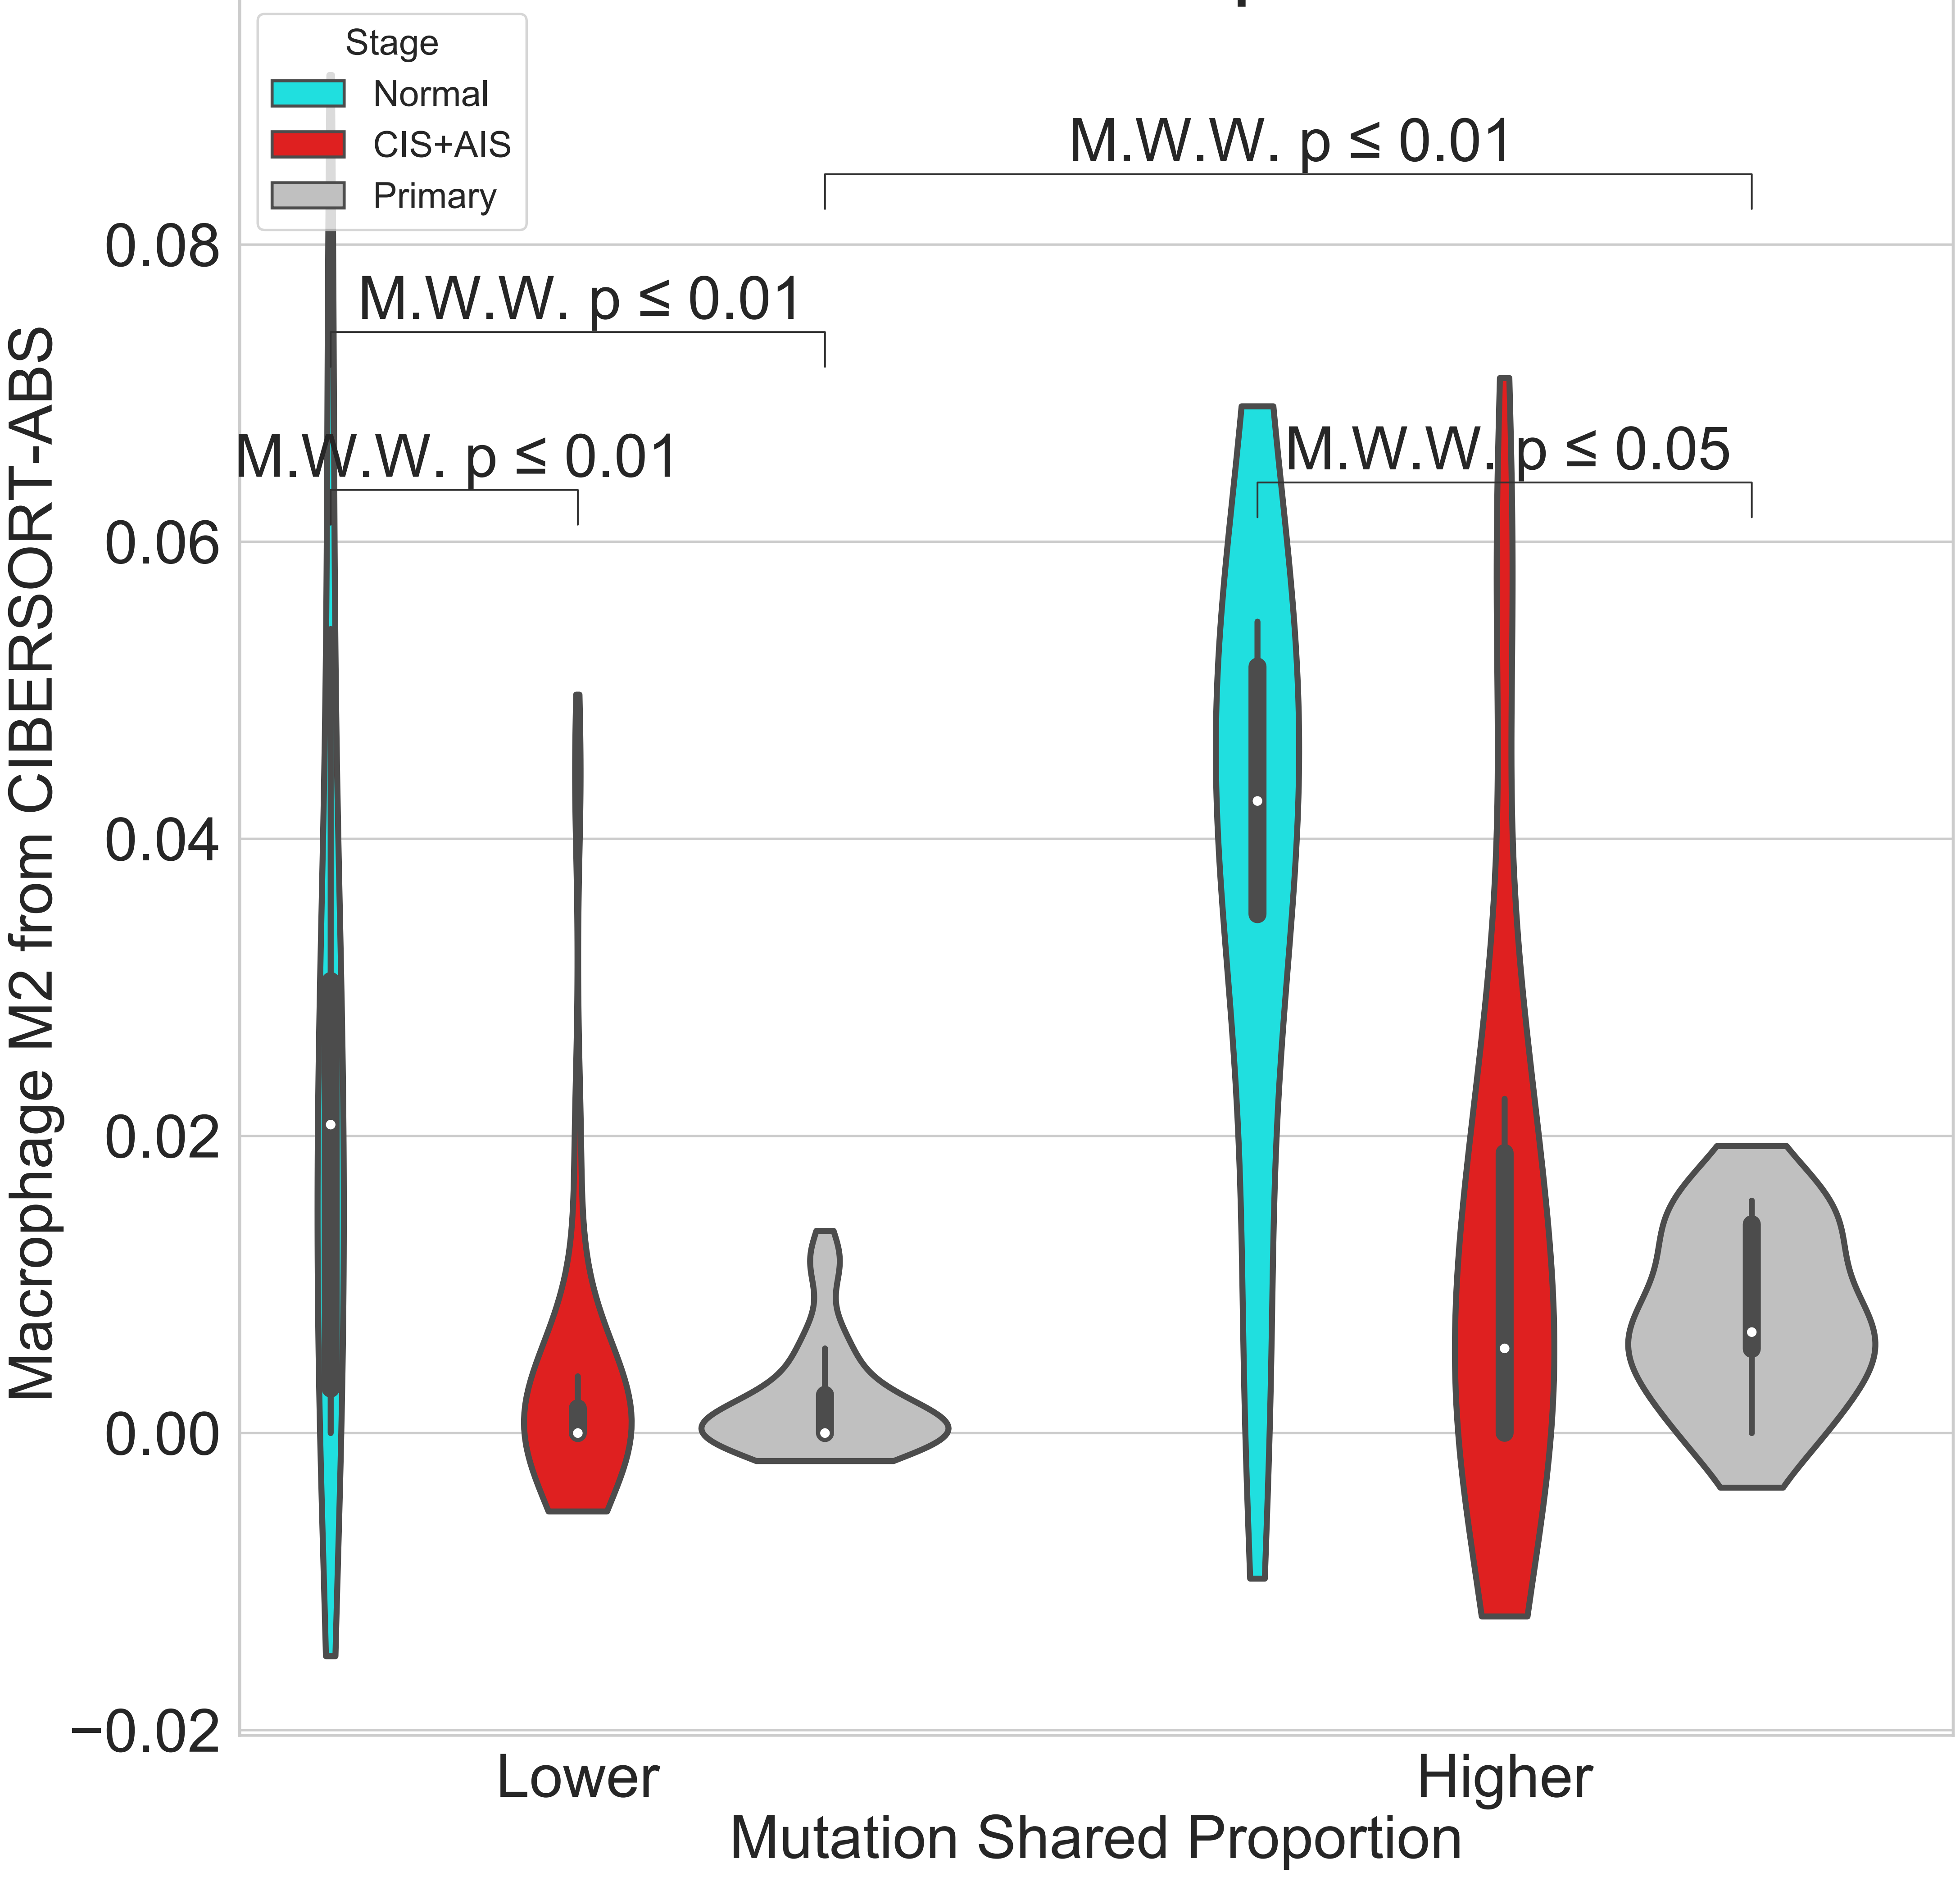 Stage
Normal
CIS+AIS
Primary
M.W.W. p ≤ 0.01
M.W.W. p ≤ 0.01
M.W.W. p ≤ 0.01
M.W.W. p ≤ 0.05
0.08
0.06
0.04
0.02
0.00
−0.02
Macrophage M2 from CIBERSORT-ABS
Lower
Higher
Mutation Shared Proportion